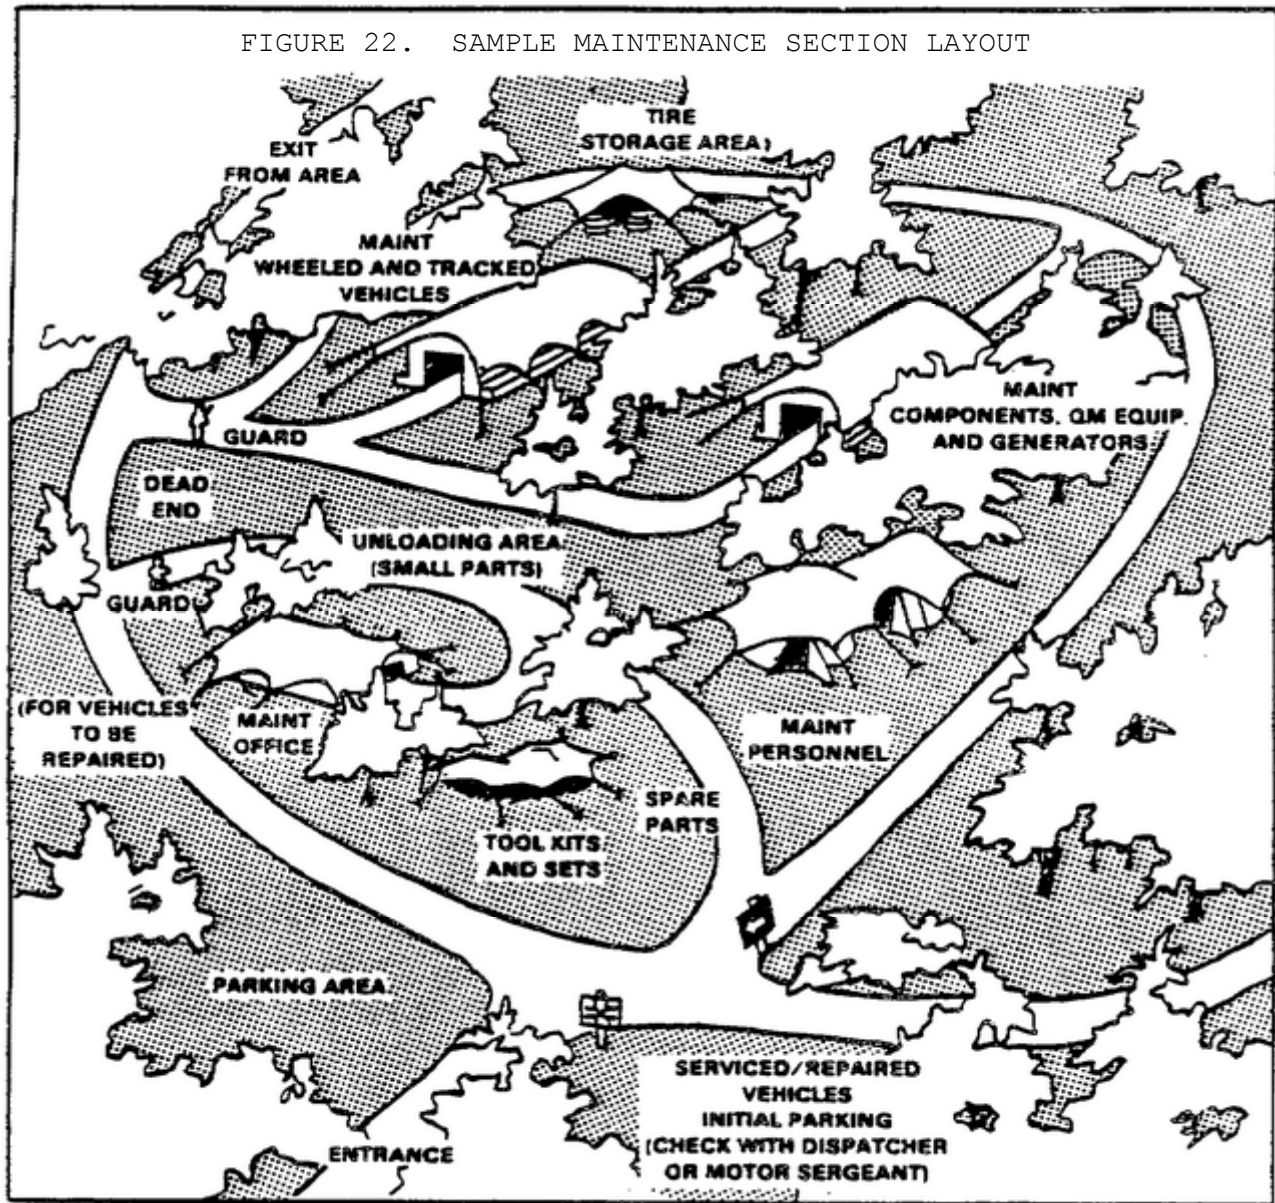 FIGURE 22. SAMPLE MAINTENANCE SECTION LAYOUT
TIRE
STORAGE AREA)
EXIT
FROM AREA
MAINT
WHEELED AND TRACKED
VEHICLES
MAINT
COMPONENTS. QM EQUIP.
AND GENERATORS
GUARD
DEAD
END
UNLOADING AREA
(SMALL PARTS)
GUARD
(FOR VEHICLES
TO BE
REPAIRED)
MAINT
OFFICE
MAINT
PERSONNEL
SPARE
PARTS
TOOL KITS
AND SETS
PARKING AREA
SERVICED/REPAIRED
VEHICLES
INITIAL PARKING
(CHECK WITH DISPATCHER
OR MOTOR SERGEANT)
ENTRANCE